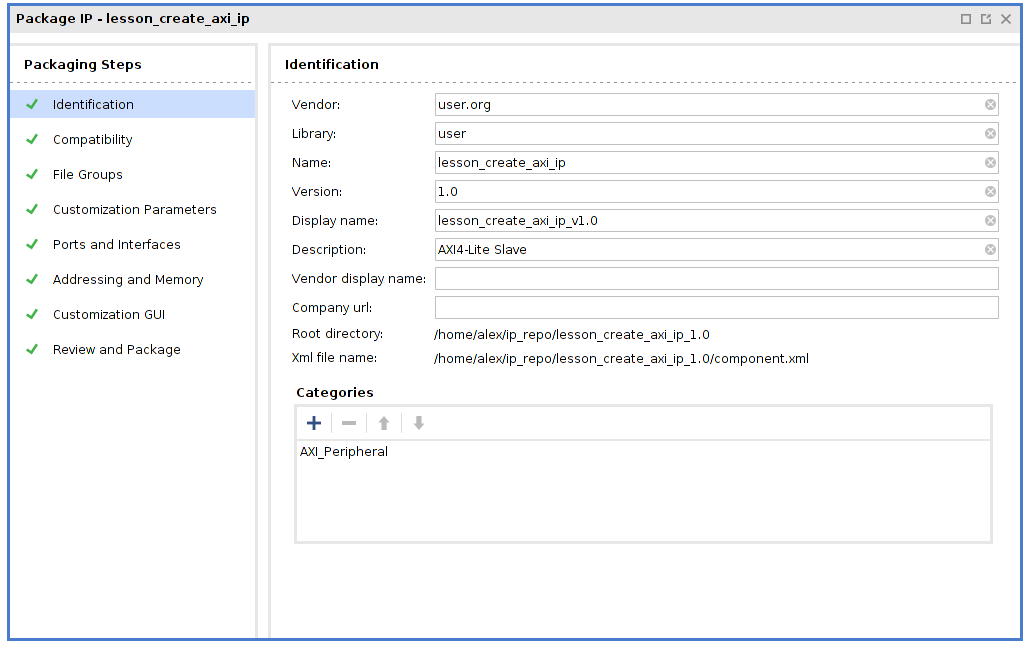 Package IP - lesson_create_axi_ip
Packaging Steps
Identification
Compatibility
File Groups
Customization Parameters
Ports and Interfaces
Addressing and Memory
Customization GUI
Review and Package
Identification
Vendor: user.org
Library: user
Name: lesson_create_axi_ip
Version: 1.0
Display name: lesson_create_axi_ip_v1.0
Description: AXI4-Lite Slave
Vendor display name:
Company url:
Root directory: /home/alex/ip_repo/lesson_create_axi_ip_1.0
Xml file name: /home/alex/ip_repo/lesson_create_axi_ip_1.0/component.xml
Categories
AXI_Peripheral